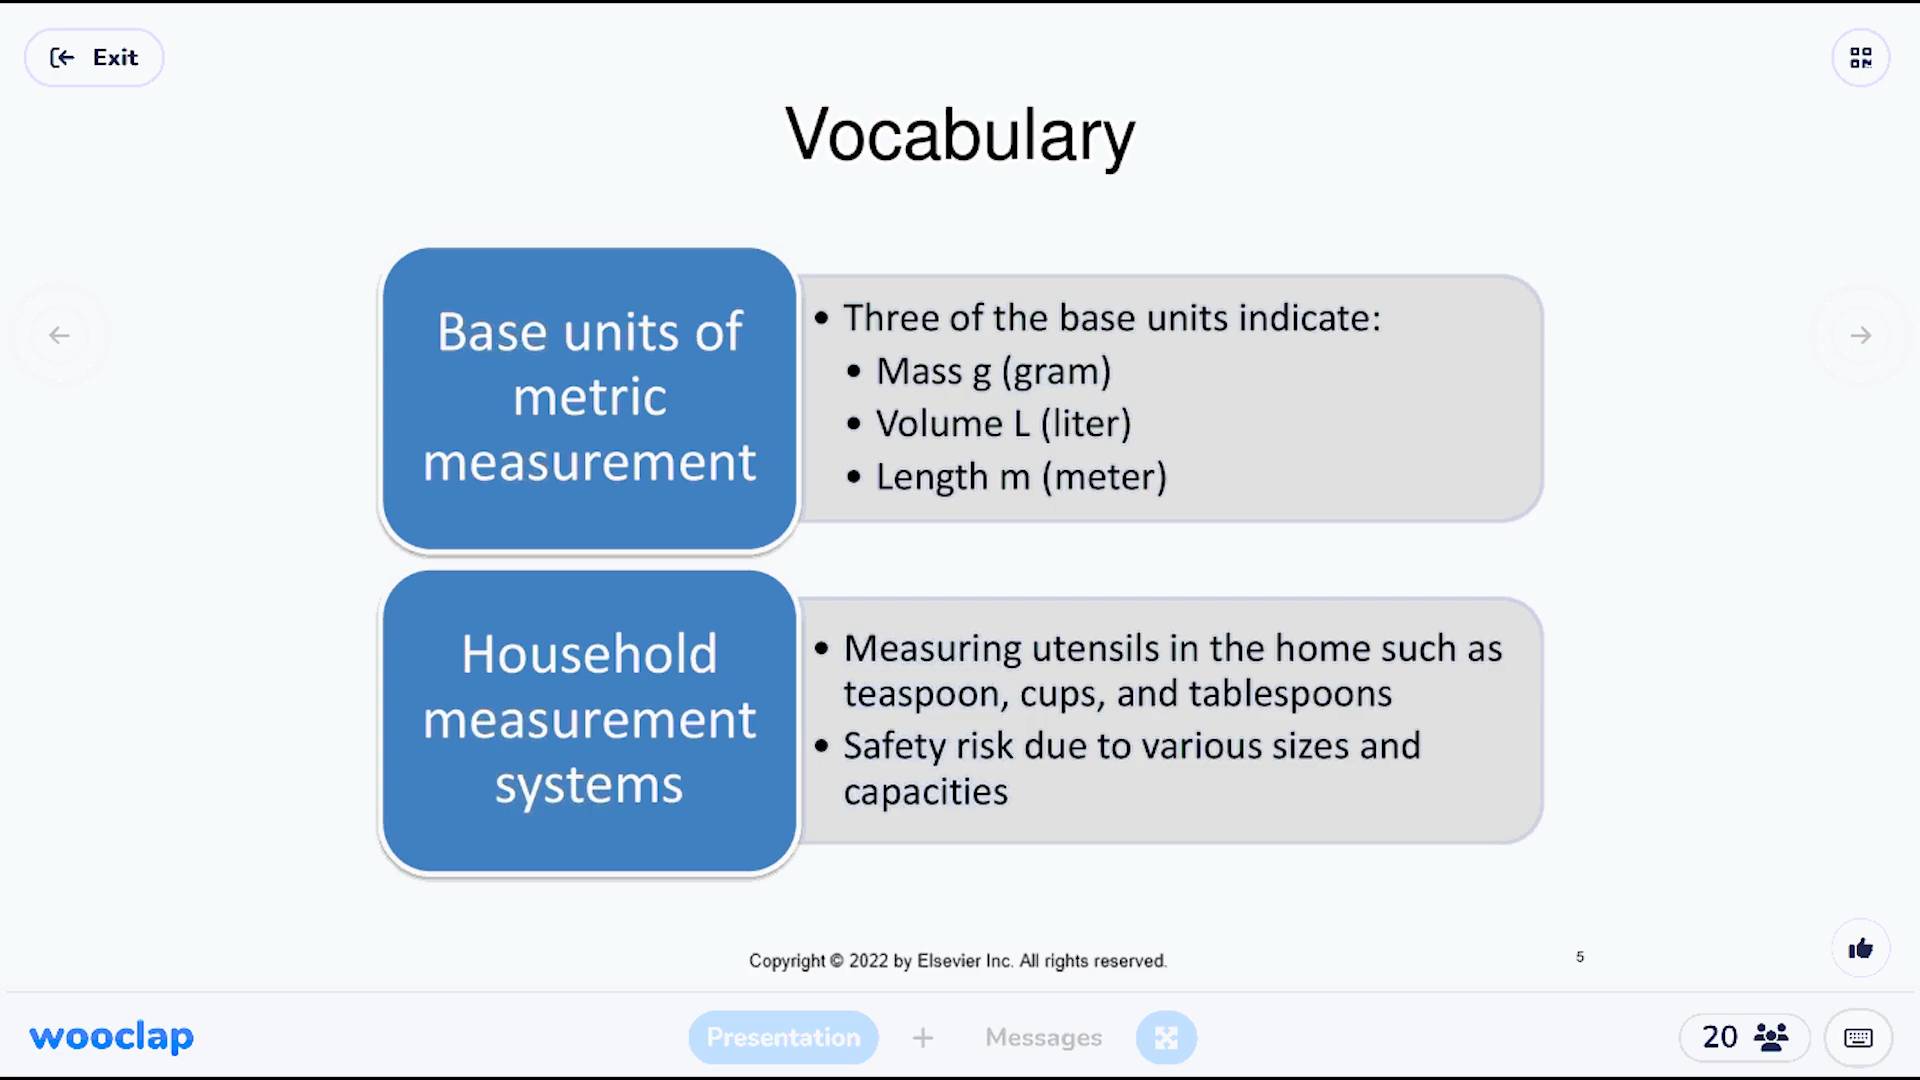 Exit
Vocabulary
Base units of
metric
measurement
• Three of the base units indicate:
• Mass g (gram)
• Volume L (liter)
• Length m (meter)
Household
measurement
systems
• Measuring utensils in the home such as
teaspoon, cups, and tablespoons
• Safety risk due to various sizes and
capacities
Copyright © 2022 by Elsevier Inc. All rights reserved.
5
wooclap
Presentation
+
Messages
20